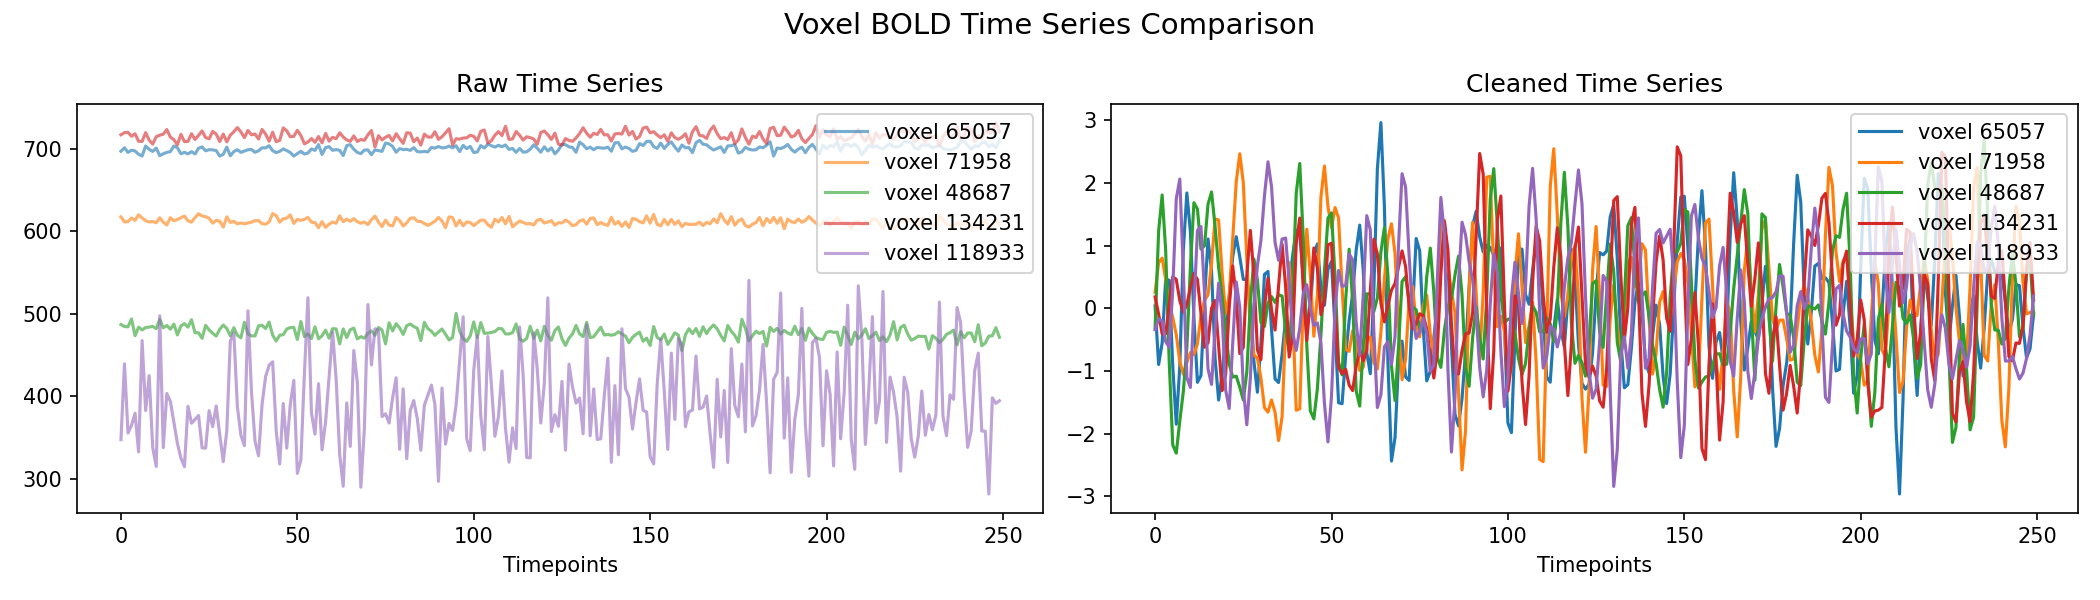 Voxel BOLD Time Series Comparison
Raw Time Series
700
600
500
400
300
0 50 100 150 200 250
Timepoints
voxel 65057
voxel 71958
voxel 48687
voxel 134231
voxel 118933
Cleaned Time Series
3
2
1
0
−1
−2
−3
0 50 100 150 200 250
Timepoints
voxel 65057
voxel 71958
voxel 48687
voxel 134231
voxel 118933